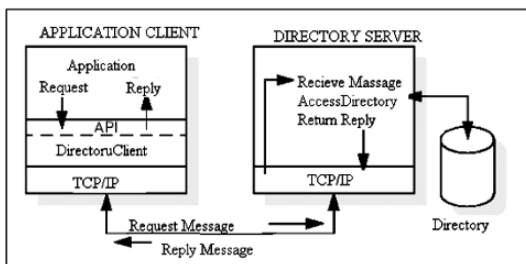 APPLICATION CLIENT
Application
Request Reply
API
DirectoruClient
TCP/IP
DIRECTORY SERVER
Recieve Massage
AccessDirectory
Return Reply
TCP/IP
Directory
Request Message
Reply Message